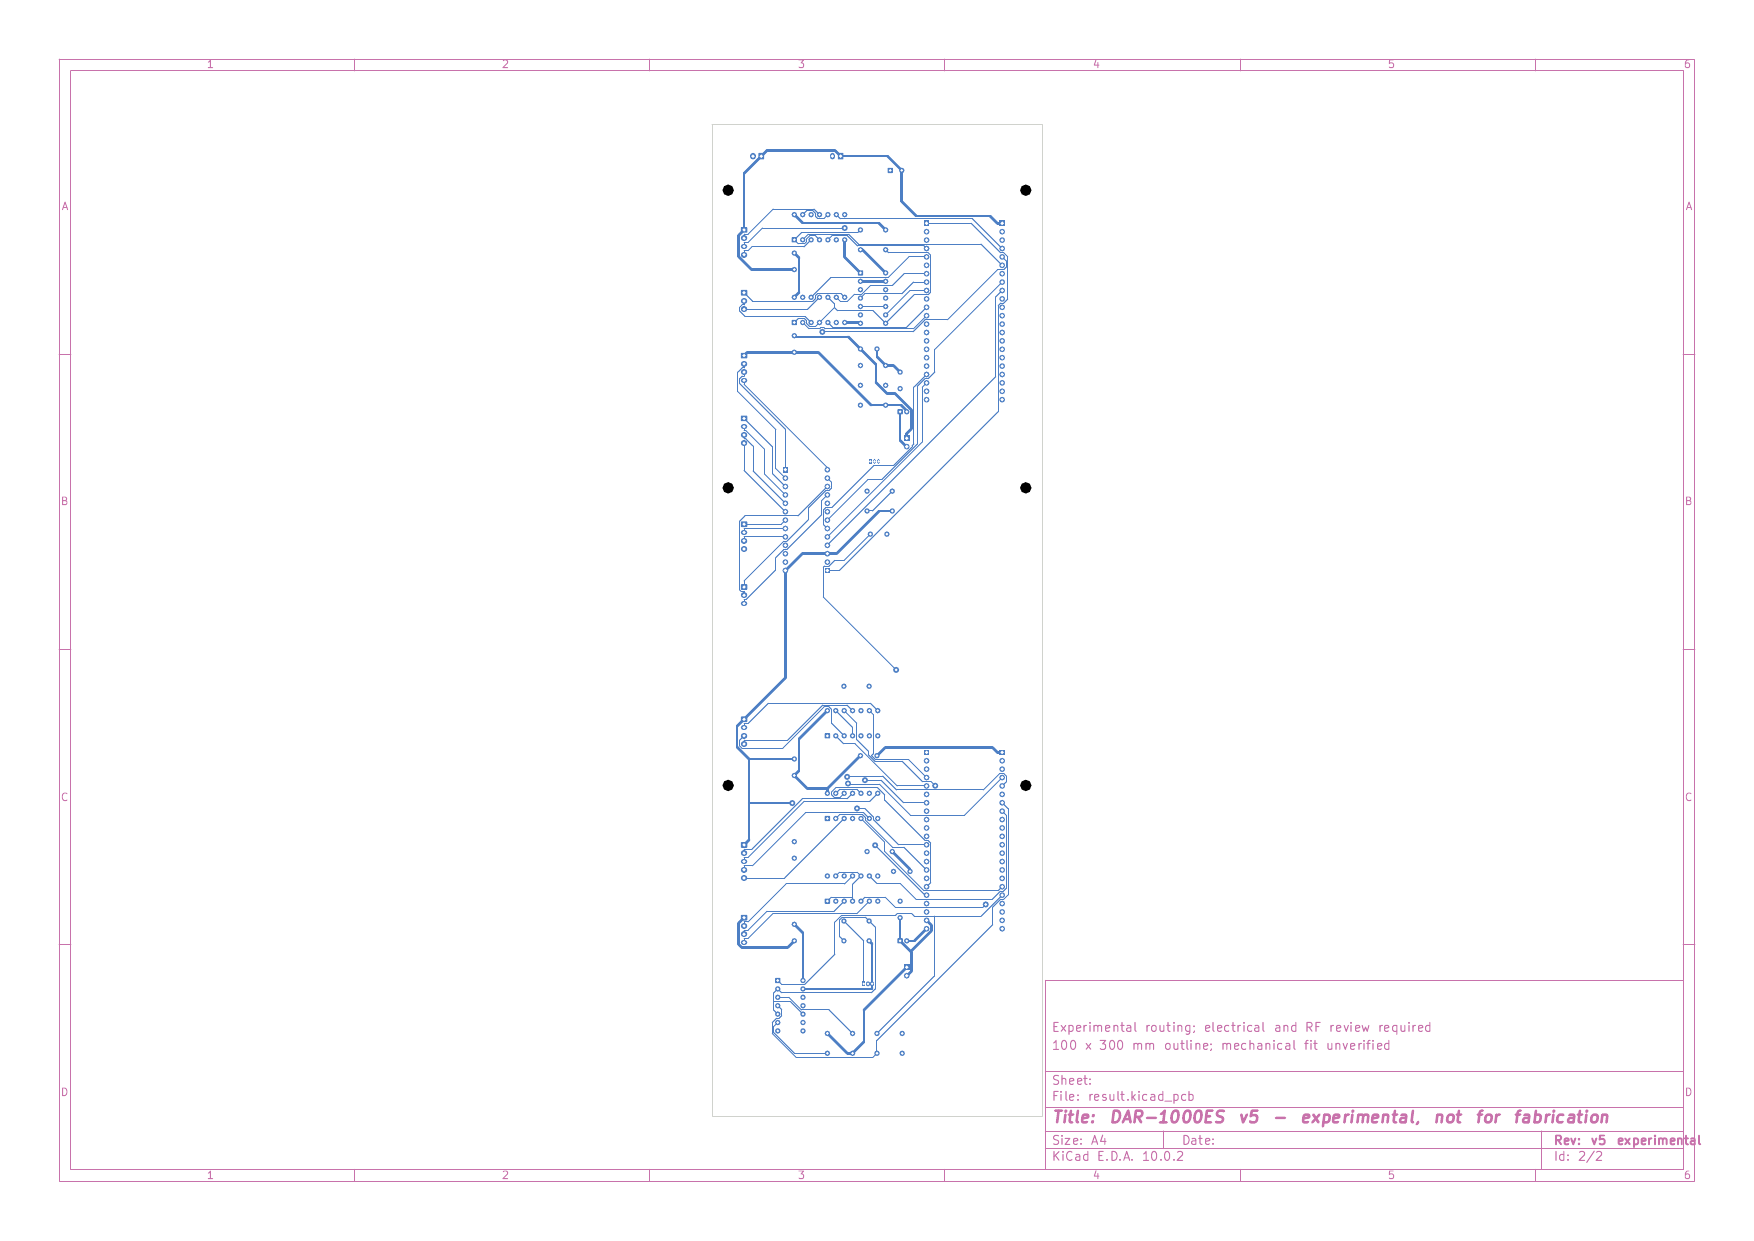 1 2 3 4 5 6
A A
B B
C C
D D
Experimental routing; electrical and RF review required
100 x 300 mm outline; mechanical fit unverified
Sheet:
File: result.kicad_pcb
Title: DAR-1000ES v5 - experimental, not for fabrication
Size: A4 Date: Rev: v5 experimental
KiCad E.D.A. 10.0.2 Id: 2/2
1 2 3 4 5 6